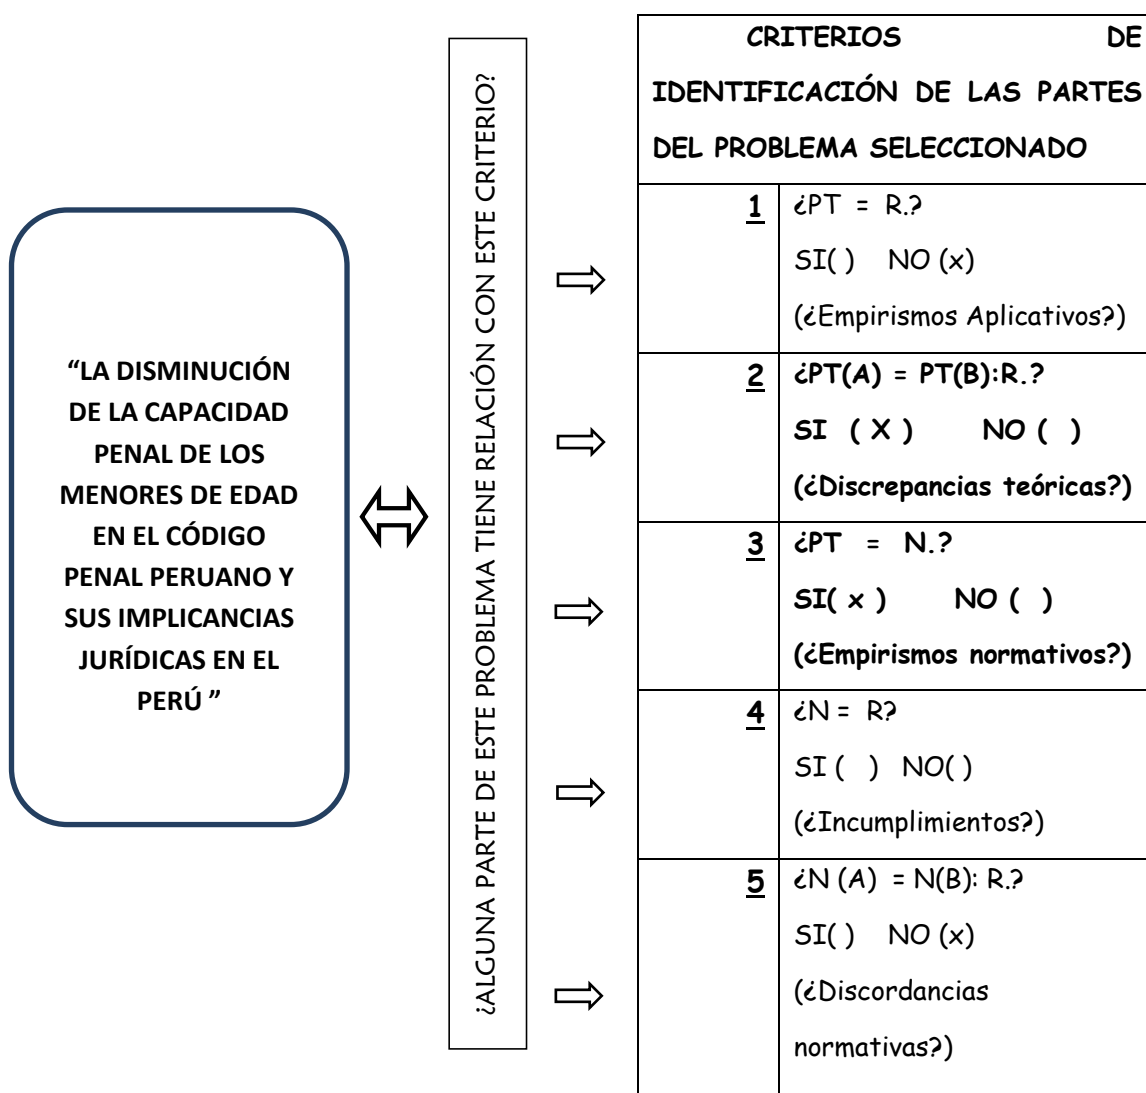 “LA DISMINUCIÓN
DE LA CAPACIDAD
PENAL DE LOS
MENORES DE EDAD
EN EL CÓDIGO
PENAL PERUANO Y
SUS IMPLICANCIAS
JURÍDICAS EN EL
PERÚ ”
¿ALGUNA PARTE DE ESTE PROBLEMA TIENE RELACIÓN CON ESTE CRITERIO?
CRITERIOS DE
IDENTIFICACIÓN DE LAS PARTES
DEL PROBLEMA SELECCIONADO
1 ¿PT = R.?
SI( ) NO (x)
(¿Empirismos Aplicativos?)
2 ¿PT(A) = PT(B):R.?
SI ( X ) NO ( )
(¿Discrepancias teóricas?)
3 ¿PT = N.?
SI( x ) NO ( )
(¿Empirismos normativos?)
4 ¿N = R?
SI ( ) NO( )
(¿Incumplimientos?)
5 ¿N (A) = N(B): R.?
SI( ) NO (x)
(¿Discordancias
normativas?)